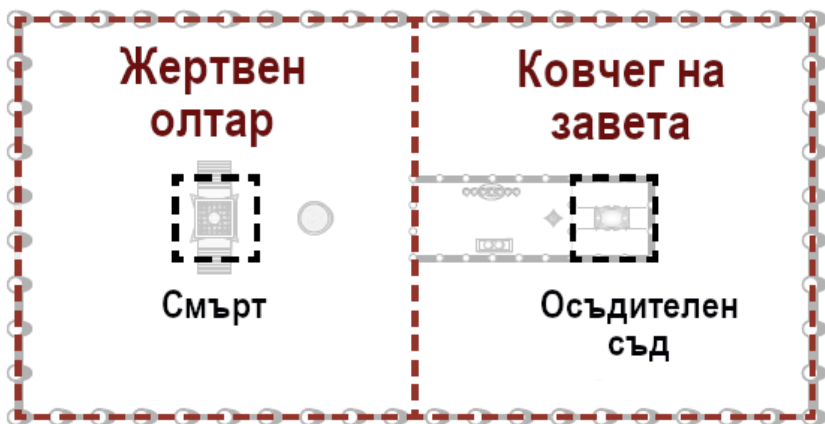 Жертвен
олтар
Ковчег на
завета
Смърт
Осъдителен
съд